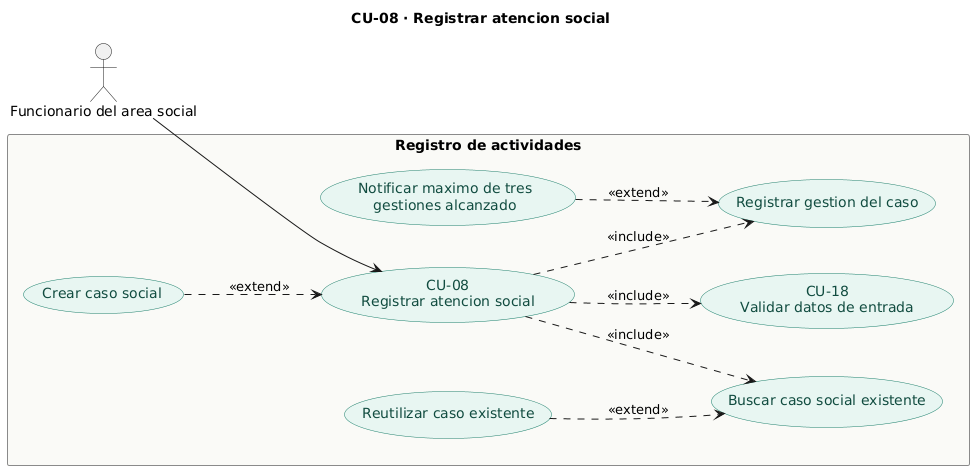 CU-08 · Registrar atencion social
Funcionario del area social
Registro de actividades
Notificar maximo de tres
gestiones alcanzado
«extend»
Registrar gestion del caso
«include»
Crear caso social
«extend»
CU-08
Registrar atencion social
«include»
CU-18
Validar datos de entrada
«include»
Reutilizar caso existente
«extend»
Buscar caso social existente